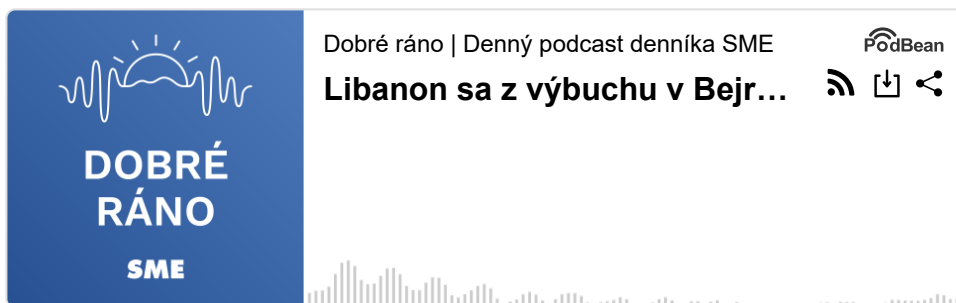 DOBRÉ
RÁNO
SME
Dobré ráno | Denný podcast denníka SME
PodBean
Libanon sa z výbuchu v Bejr…